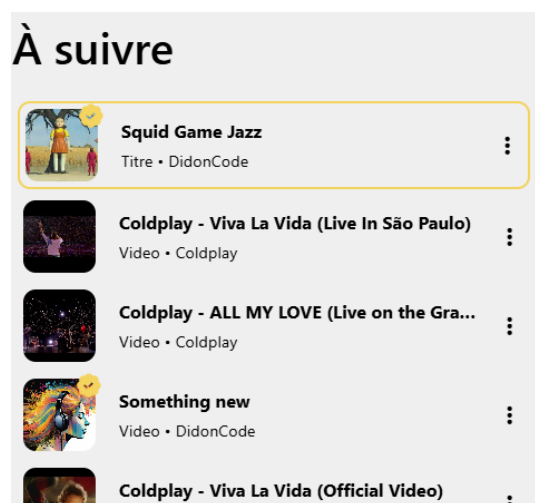 À suivre
Squid Game Jazz
Titre • DidonCode
Coldplay - Viva La Vida (Live In São Paulo)
Video • Coldplay
Coldplay - ALL MY LOVE (Live on the Gra...
Video • Coldplay
Something new
Video • DidonCode
Coldplay - Viva La Vida (Official Video)